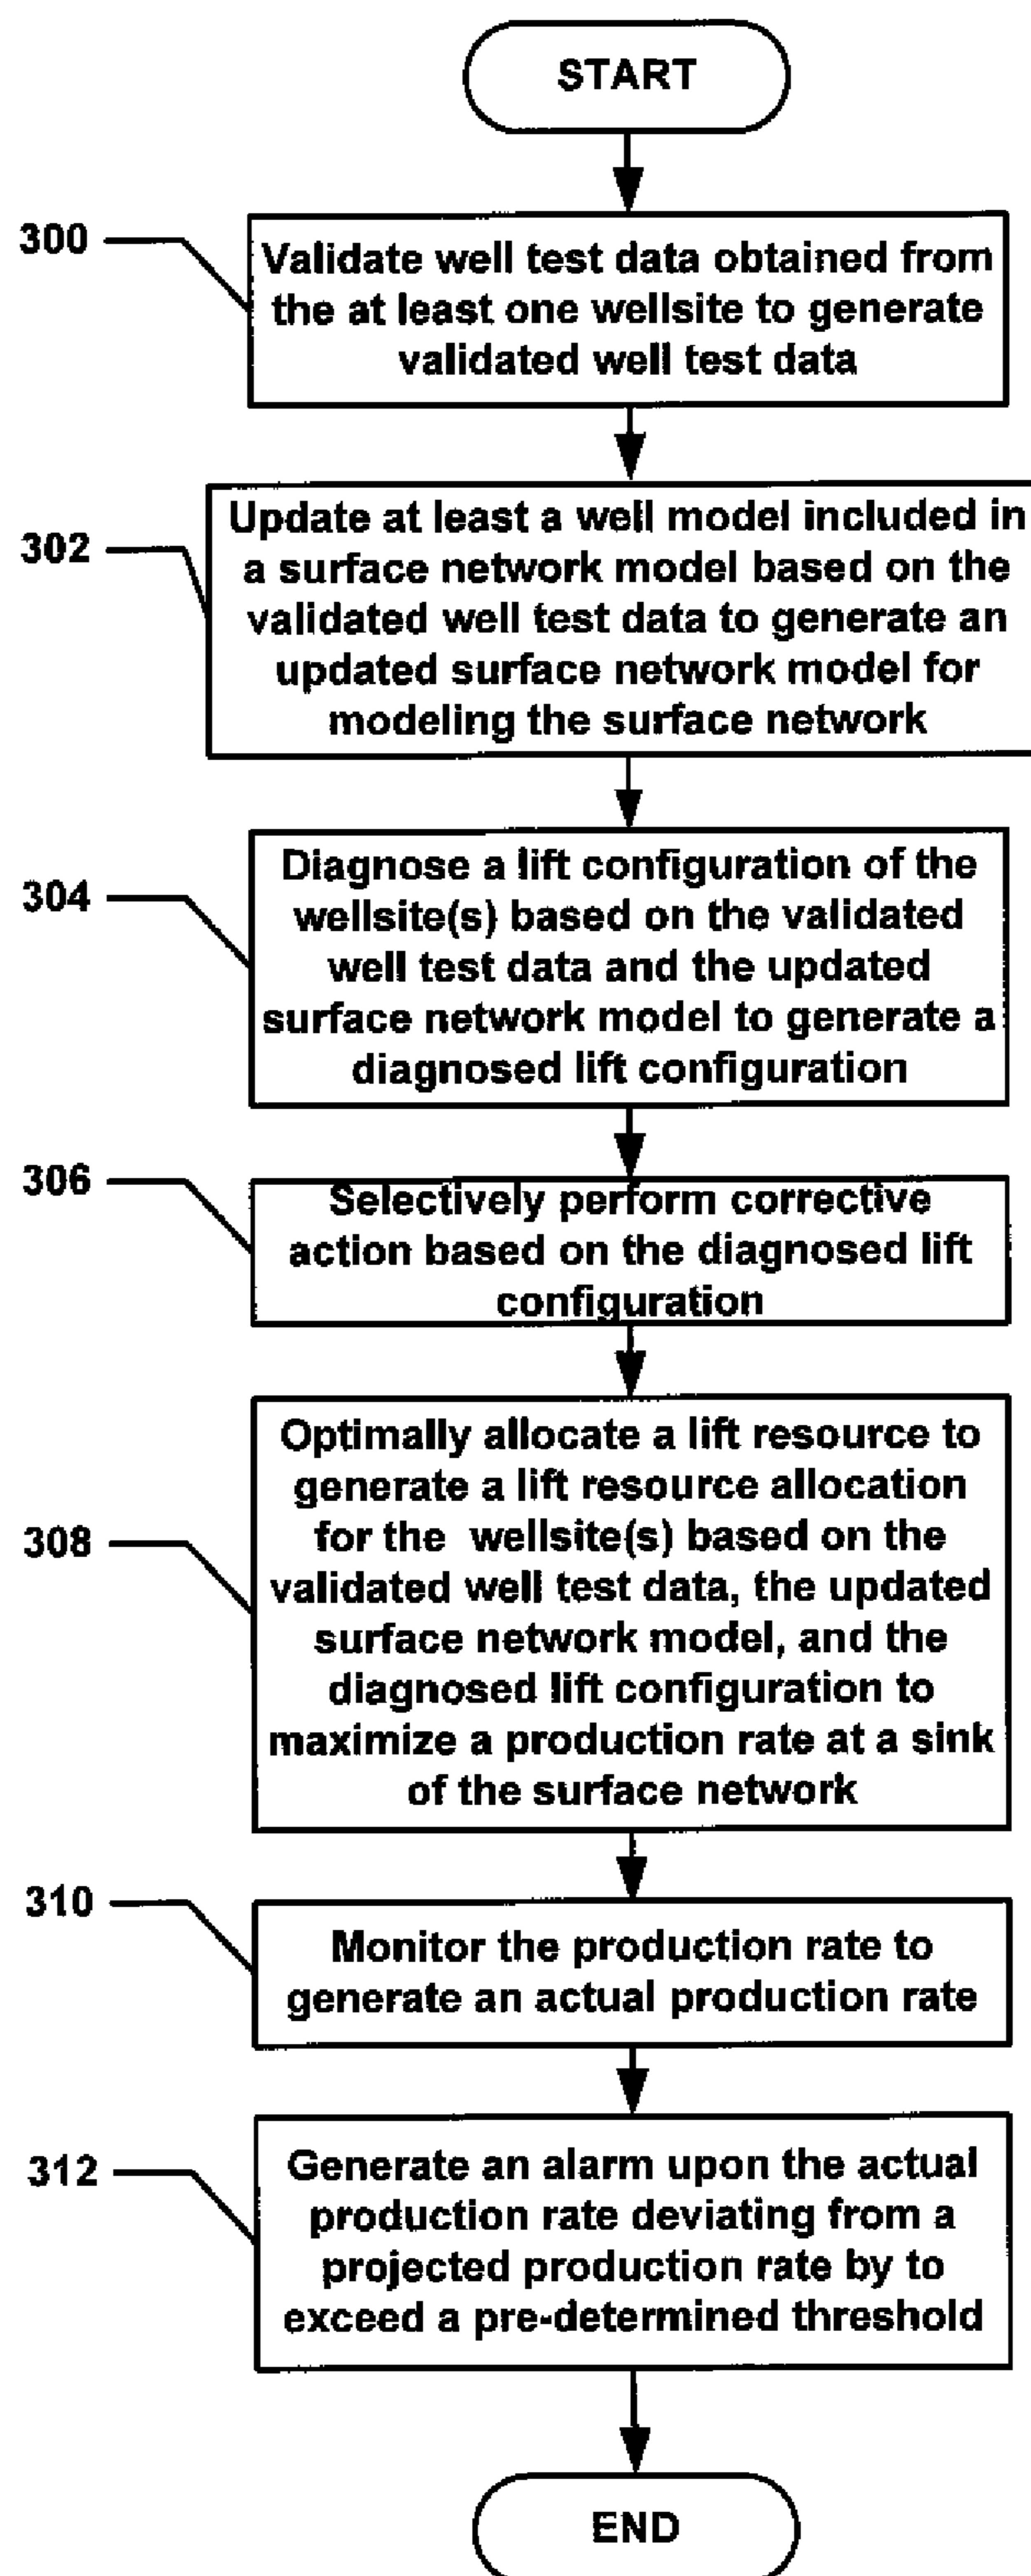 START
300
Validate well test data obtained from
the at least one wellsite to generate
validated well test data
302
Update at least a well model included in
a surface network model based on the
validated well test data to generate an
updated surface network model for
modeling the surface network
304
Diagnose a lift configuration of the
wellsite(s) based on the validated
well test data and the updated
surface network model to generate a
diagnosed lift configuration
306
Selectively perform corrective
action based on the diagnosed lift
configuration
308
Optimally allocate a lift resource to
generate a lift resource allocation
for the wellsite(s) based on the
validated well test data, the updated
surface network model, and the
diagnosed lift configuration to
maximize a production rate at a sink
of the surface network
310
Monitor the production rate to
generate an actual production rate
312
Generate an alarm upon the actual
production rate deviating from a
projected production rate by to
exceed a pre-determined threshold
END